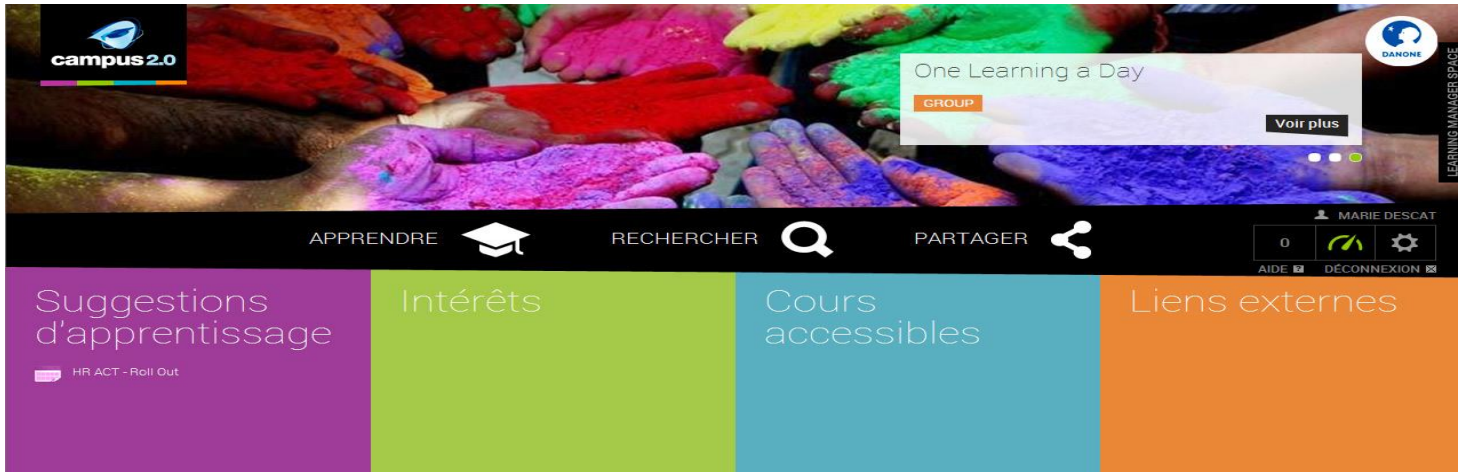 campus 2.0
One Learning a Day
GROUP
Voir plus
DANONE
LEARNING MANAGER SPACE
APPRENDRE
RECHERCHER
PARTAGER
MARIE DESCAT
0
AIDE ?
DÉCONNEXION
Suggestions
d'apprentissage
HR ACT - Roll Out
Intérêts
Cours
accessibles
Liens externes